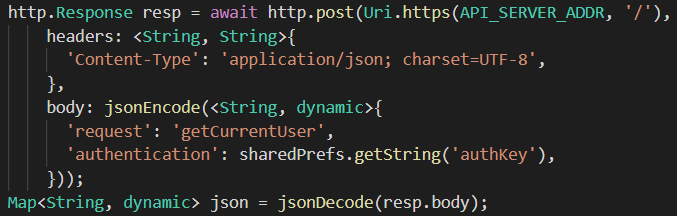 http.Response resp = await http.post(Uri.https(API_SERVER_ADDR, '/'),
    headers: <String, String>{
      'Content-Type': 'application/json; charset=UTF-8',
    },
    body: jsonEncode(<String, dynamic>{
      'request': 'getCurrentUser',
      'authentication': sharedPrefs.getString('authKey'),
    }));
Map<String, dynamic> json = jsonDecode(resp.body);